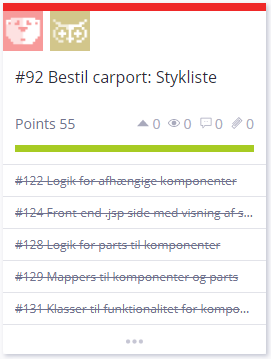 #92 Bestil carport: Stykliste
Points 55 0 0 0 0
#122 Logik for afhængige komponenter
#124 Front end .jsp side med visning af s...
#128 Logik for parts til komponenter
#129 Mappers til komponenter og parts
#131 Klasser til funktionalitet for kompo...